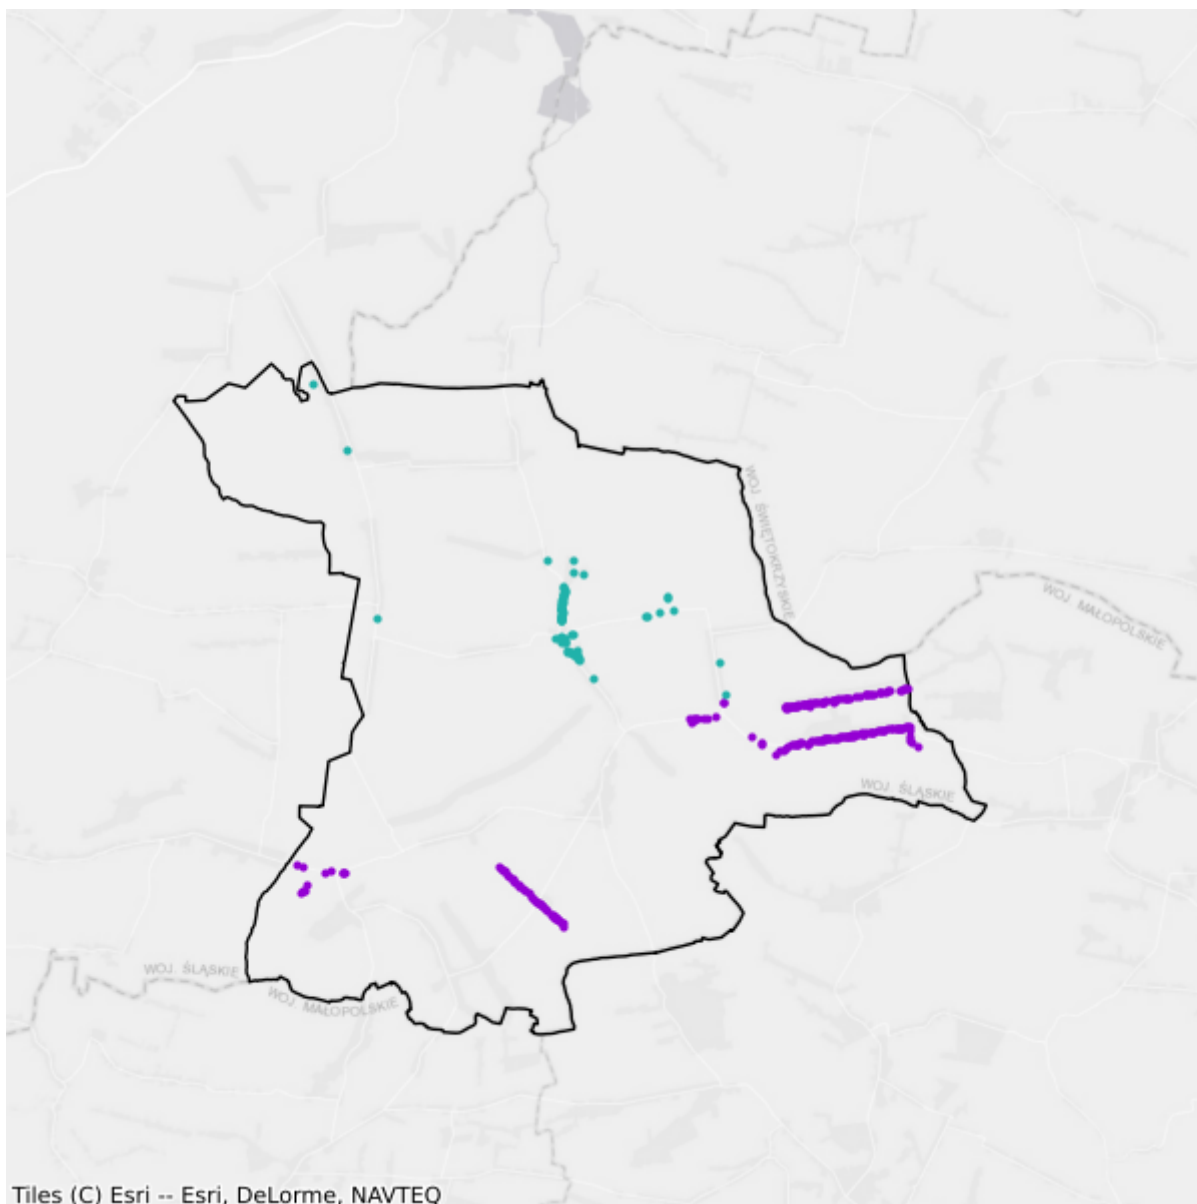 WOJ. ŚWIĘTOKRZYSKIE
WOJ. MAŁOPOLSKIE
WOJ. ŚLĄSKIE
WOJ. ŚLĄSKIE
WOJ. MAŁOPOLSKIE
Tiles (C) Esri -- Esri, DeLorme, NAVTEQ